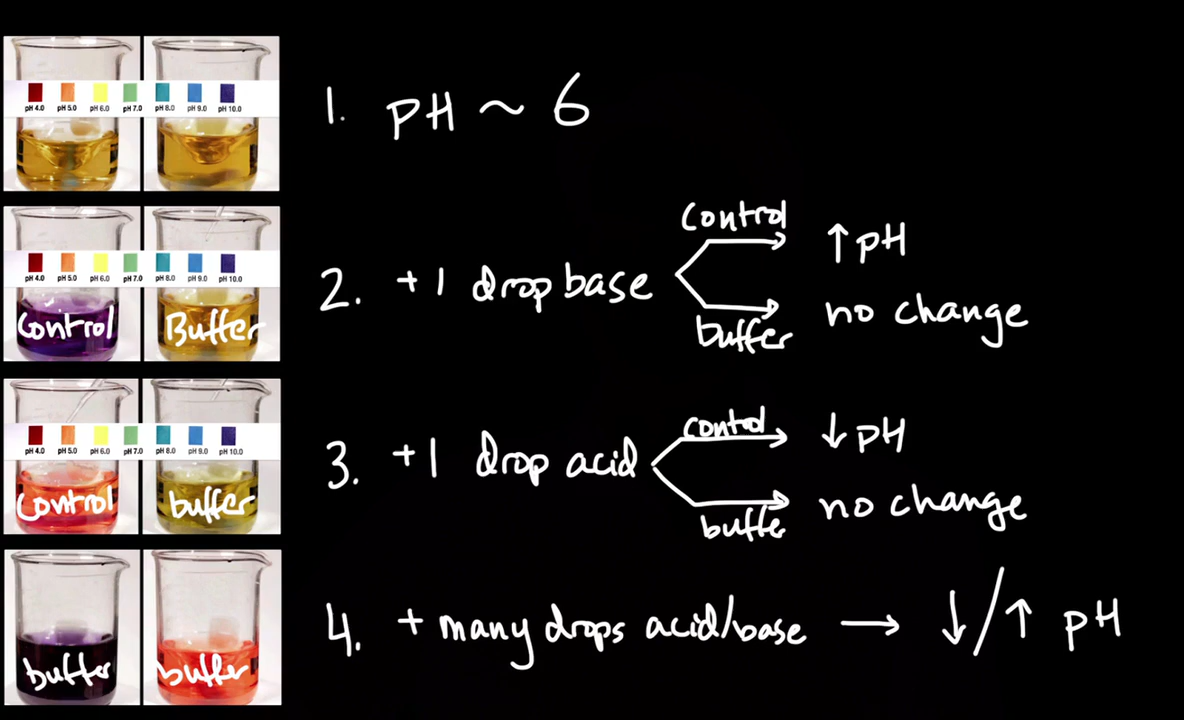 pH 4.0 pH 5.0 pH 6.0 pH 7.0 pH 8.0 pH 9.0 pH 10.0
1. pH ~ 6
pH 4.0 pH 5.0 pH 6.0 pH 7.0 pH 8.0 pH 9.0 pH 10.0
Control Buffer
2. +1 drop base
control → ↑ pH
buffer → no change
pH 4.0 pH 5.0 pH 6.0 pH 7.0 pH 8.0 pH 9.0 pH 10.0
Control buffer
3. +1 drop acid
control → ↓ pH
buffe → no change
buffer buffer
4. + many drops acid/base → ↓/↑ pH